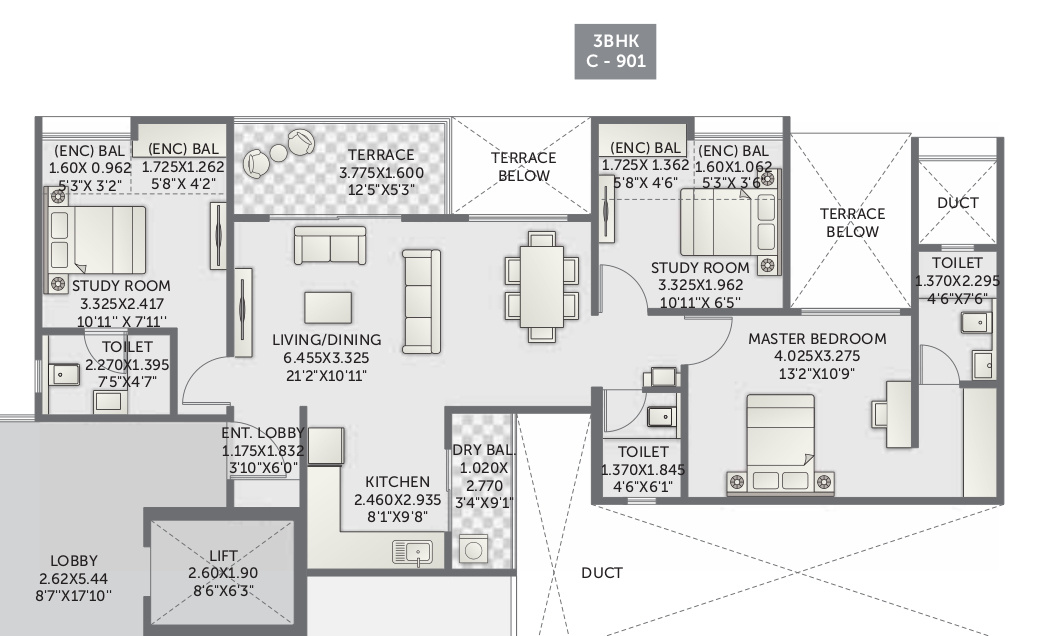 3BHK
C - 901
(ENC) BAL
1.60X 0.962
5'3"X 3'2"
(ENC) BAL
1.725X1.262
5'8"X 4'2"
TERRACE
3.775X1.600
12'5"X5'3"
TERRACE
BELOW
(ENC) BAL
1.725X 1.362
5'8"X 4'6"
(ENC) BAL
1.60X1.062
5'3"X 3'6"
TERRACE
BELOW
DUCT
STUDY ROOM
3.325X2.417
10'11'' X 7'11''
STUDY ROOM
3.325X1.962
10'11"X 6'5''
TOILET
1.370X2.295
4'6"X7'6"
TOILET
2.270X1.395
7'5"X4'7"
LIVING/DINING
6.455X3.325
21'2"X10'11"
MASTER BEDROOM
4.025X3.275
13'2"X10'9"
ENT. LOBBY
1.175X1.832
3'10"X6'0"
KITCHEN
2.460X2.935
8'1"X9'8"
DRY BAL.
1.020X
2.770
3'4"X9'1"
TOILET
1.370X1.845
4'6"X6'1"
LOBBY
2.62X5.44
8'7"X17'10"
LIFT
2.60X1.90
8'6"X6'3"
DUCT